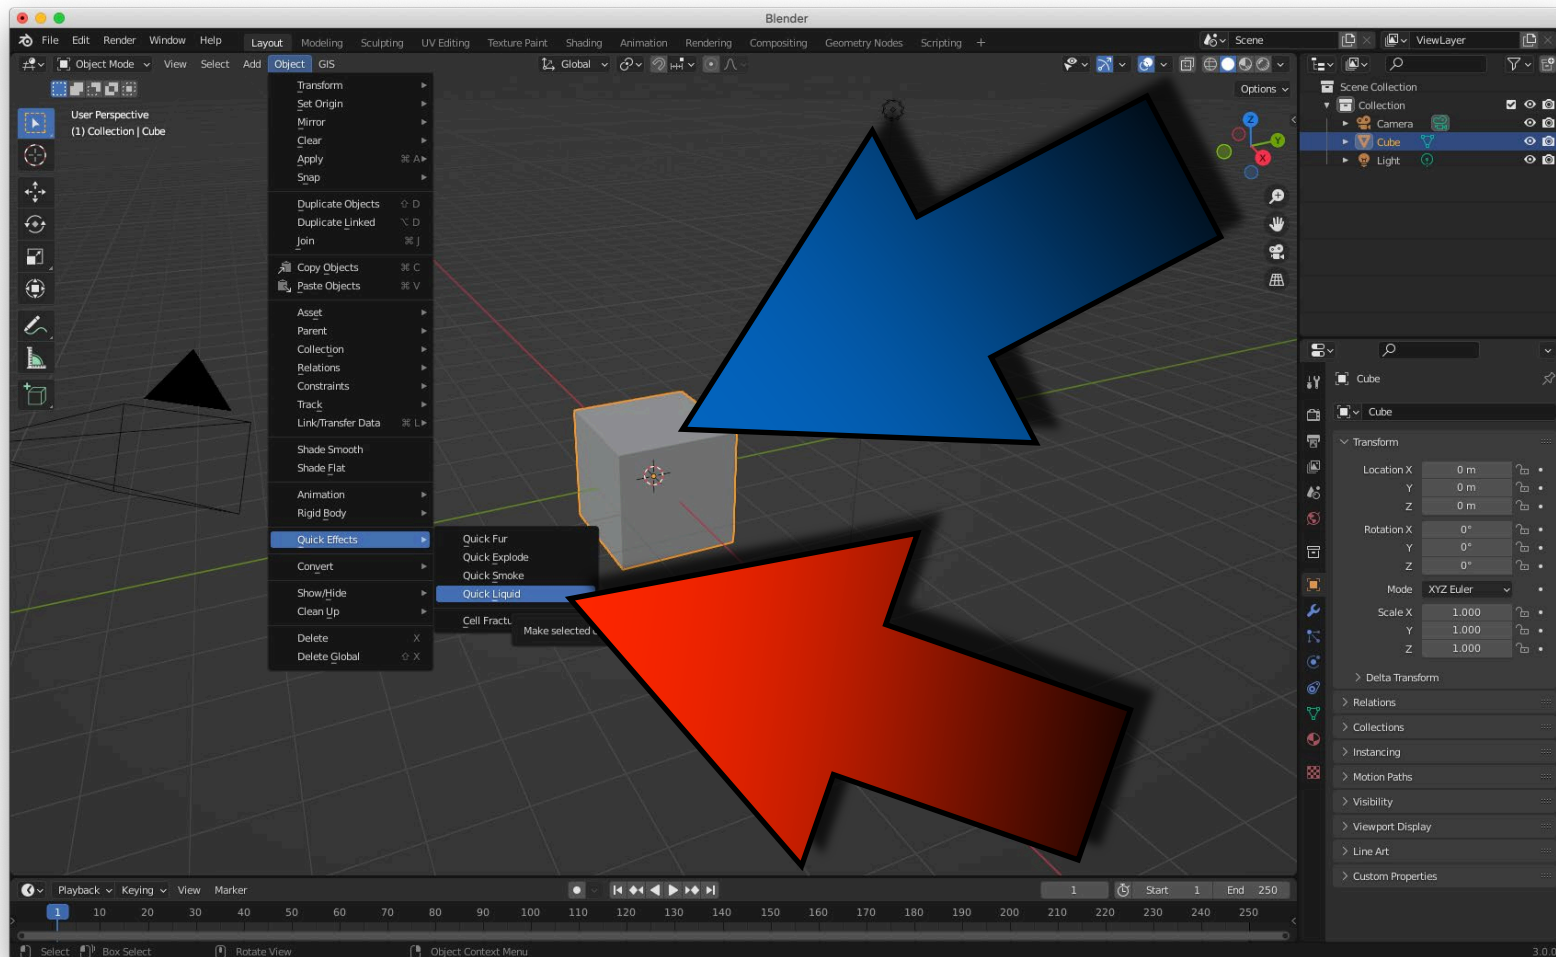 Blender
File Edit Render Window Help Layout Modeling Sculpting UV Editing Texture Paint Shading Animation Rendering Compositing Geometry Nodes Scripting + Scene ViewLayer
Object Mode View Select Add Object GIS Global
Options
User Perspective
(1) Collection | Cube
Transform
Set Origin
Mirror
Clear
Apply ⌘ A
Snap
Duplicate Objects ⇧ D
Duplicate Linked ⌥ D
Join ⌘ J
Copy Objects ⌘ C
Paste Objects ⌘ V
Asset
Parent
Collection
Relations
Constraints
Track
Link/Transfer Data ⌘ L
Shade Smooth
Shade Flat
Animation
Rigid Body
Quick Effects
Convert
Show/Hide
Clean Up
Delete X
Delete Global ⇧ X
Quick Fur
Quick Explode
Quick Smoke
Quick Liquid
Cell Fractu
Make selected
Z
Y
X
Scene Collection
Collection
Camera
Cube
Light
Cube
Cube
Transform
Location X 0 m
Y 0 m
Z 0 m
Rotation X 0°
Y 0°
Z 0°
Mode XYZ Euler
Scale X 1.000
Y 1.000
Z 1.000
Delta Transform
Relations
Collections
Instancing
Motion Paths
Visibility
Viewport Display
Line Art
Custom Properties
Playback Keying View Marker 1 Start 1 End 250
1 10 20 30 40 50 60 70 80 90 100 110 120 130 140 150 160 170 180 190 200 210 220 230 240 250
Select Box Select Rotate View Object Context Menu 3.0.0